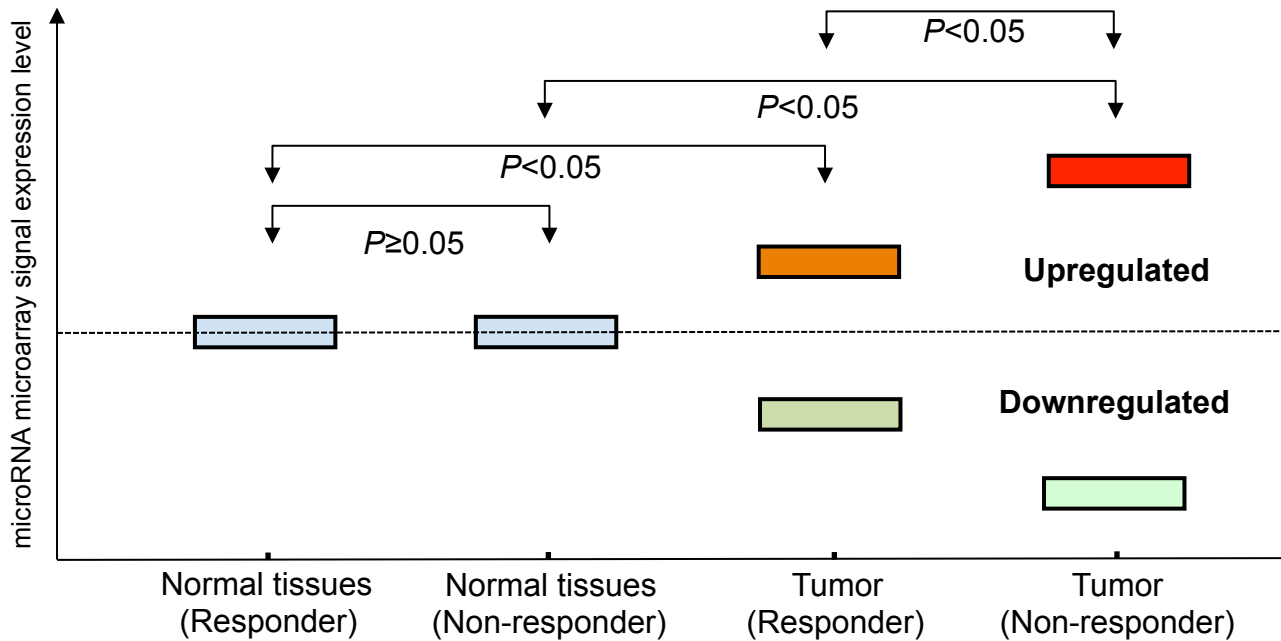 microRNA microarray signal expression level
P<0.05
P<0.05
P<0.05
P≥0.05
Upregulated
Downregulated
Normal tissues
(Responder)
Normal tissues
(Non-responder)
Tumor
(Responder)
Tumor
(Non-responder)